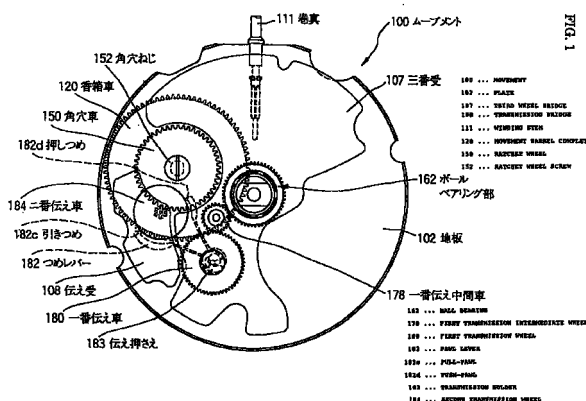 FIG. 1
111 巻真
100 ムーブメント
152 角穴ねじ
120 香箱車
150 角穴車
182d 押しつめ
184 二番伝え車
182c 引きつめ
182 つめレバー
108 伝え受
180 一番伝え車
183 伝え押さえ
107 三番受
162 ボール
ベアリング部
102 地板
178 一番伝え中間車
100 ... MOVEMENT
102 ... PLATE
107 ... THIRD WHEEL BRIDGE
108 ... TRANSMISSION BRIDGE
111 ... WINDING STEM
120 ... MOVEMENT BARREL COMPLETE
150 ... RATCHET WHEEL
152 ... RATCHET WHEEL SCREW
162 ... BALL BEARING
178 ... FIRST TRANSMISSION INTERMEDIATE WHEEL
180 ... FIRST TRANSMISSION WHEEL
182 ... PAWL LEVER
182c ... PULL-PAWL
182d ... PUSH-PAWL
183 ... TRANSMISSION HOLDER
184 ... SECOND TRANSMISSION WHEEL